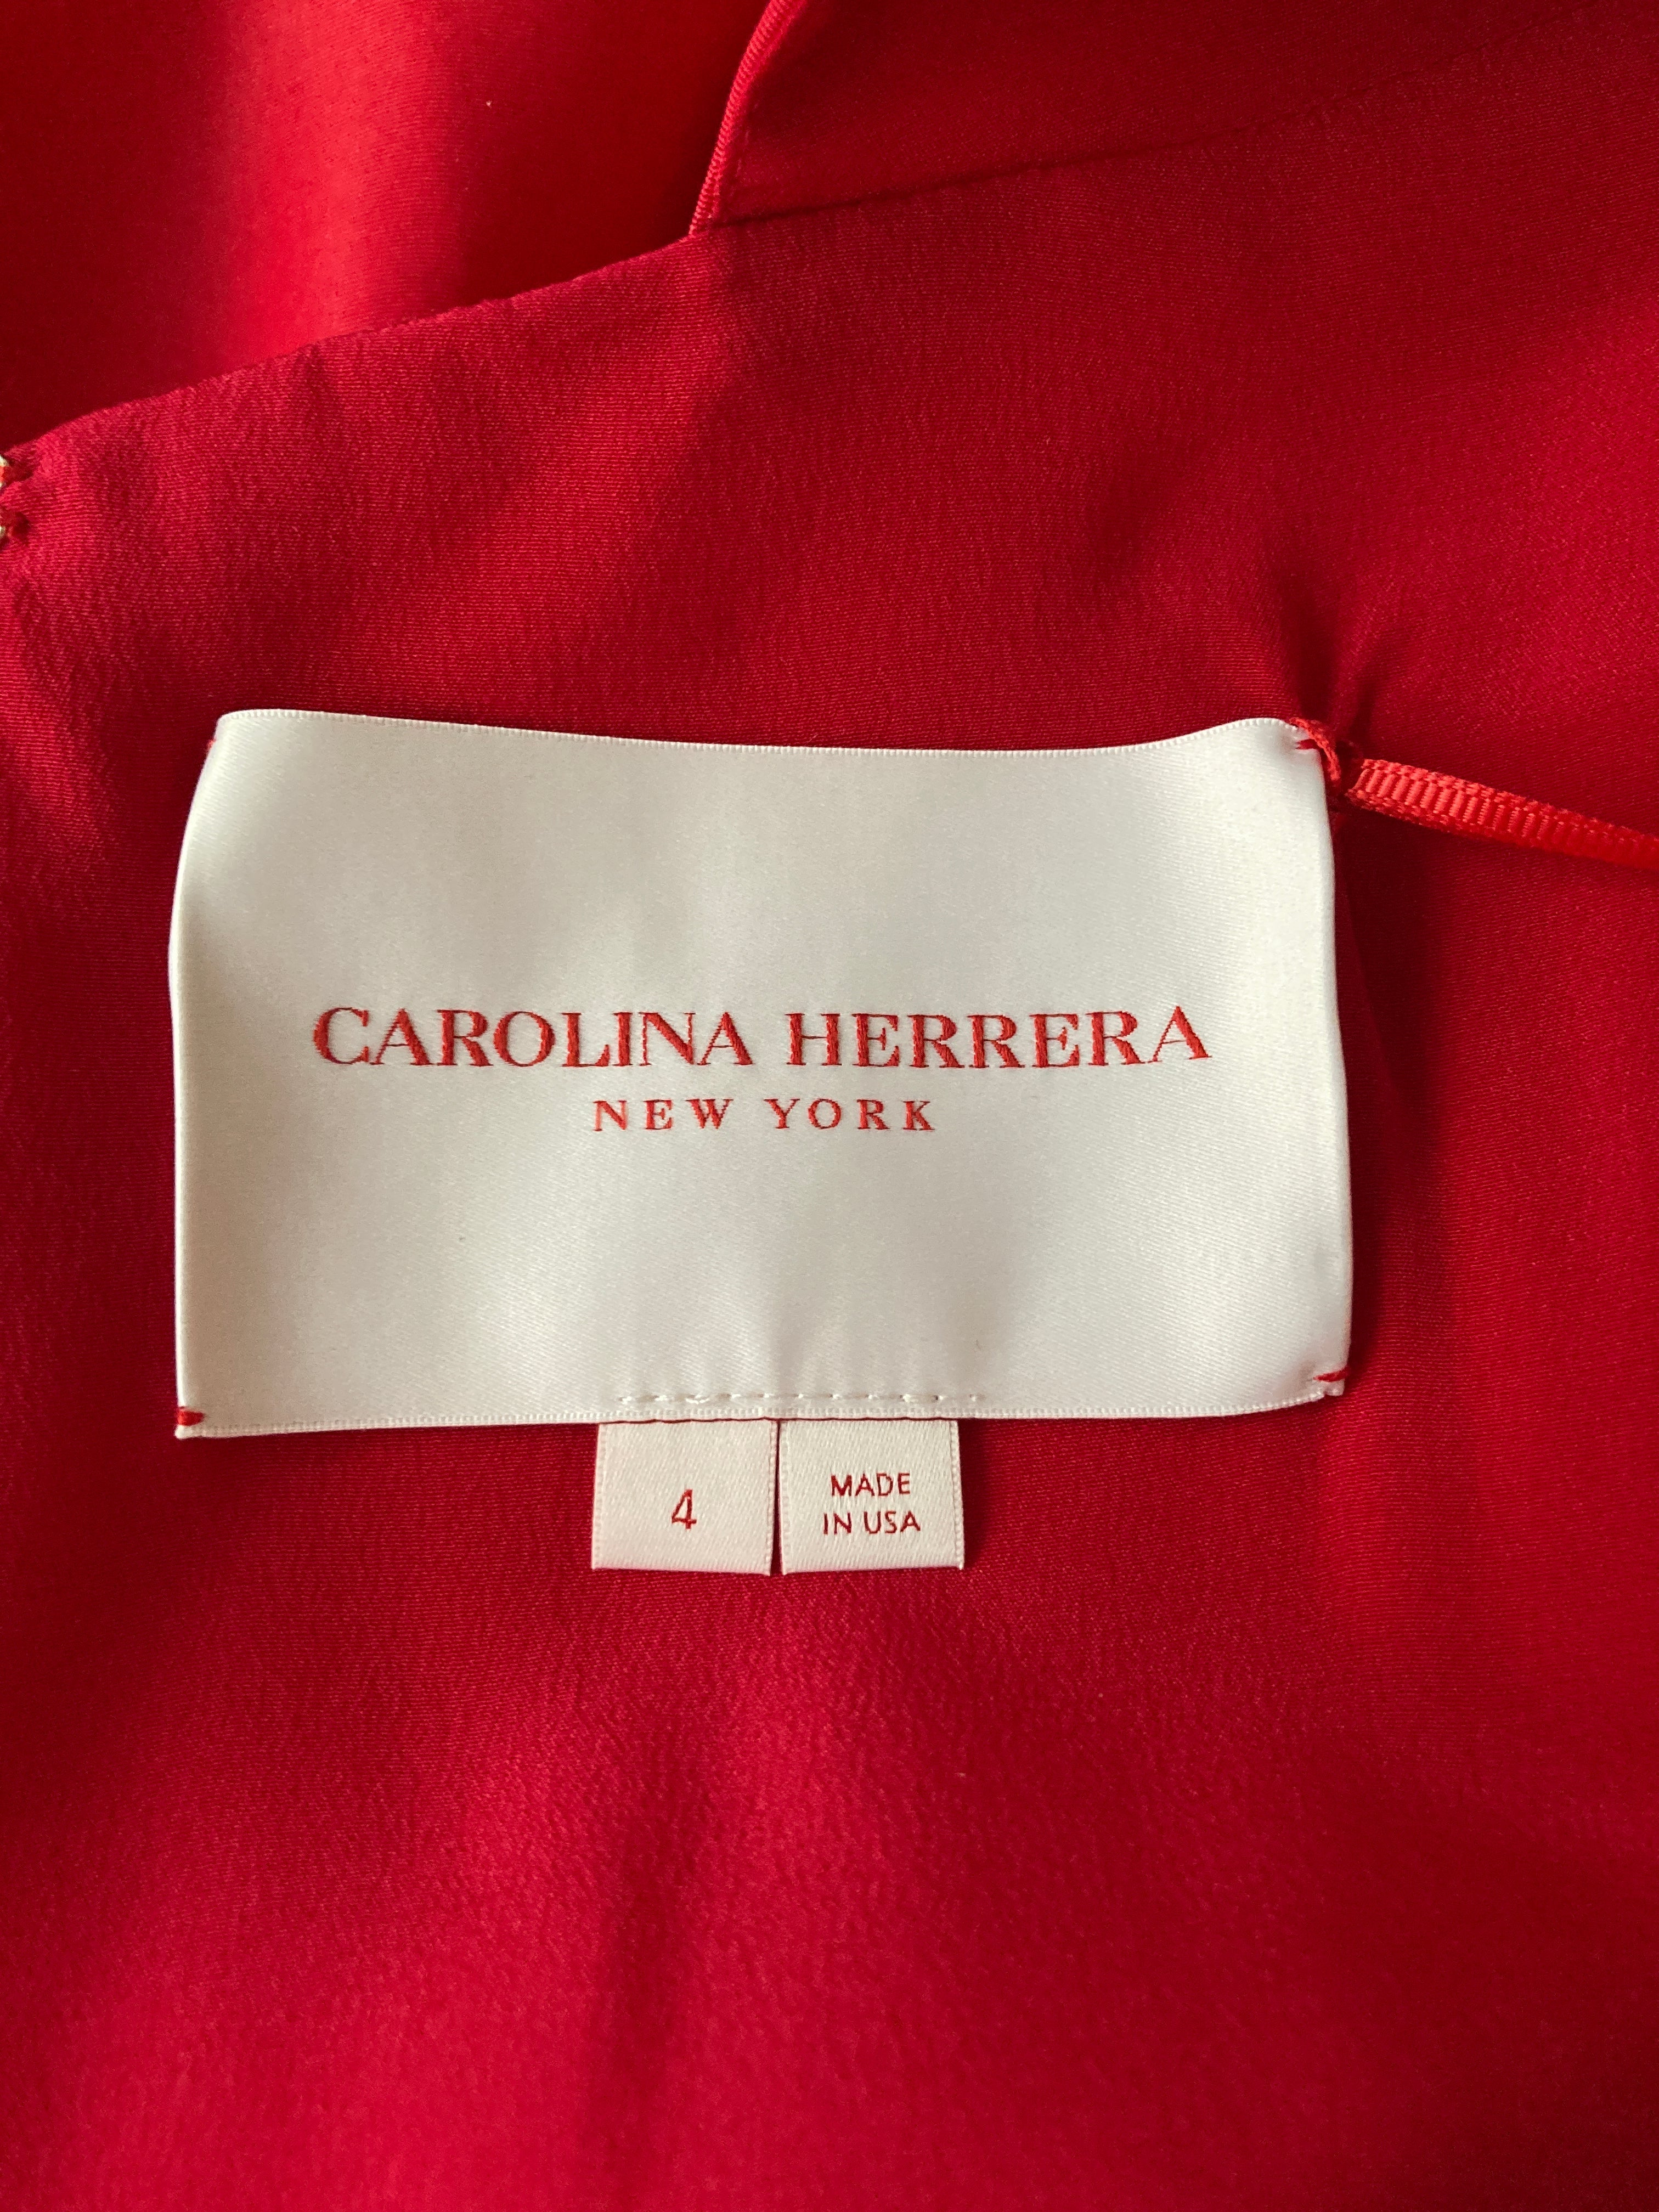 CAROLINA HERRERA
NEW YORK
4
MADE
IN USA